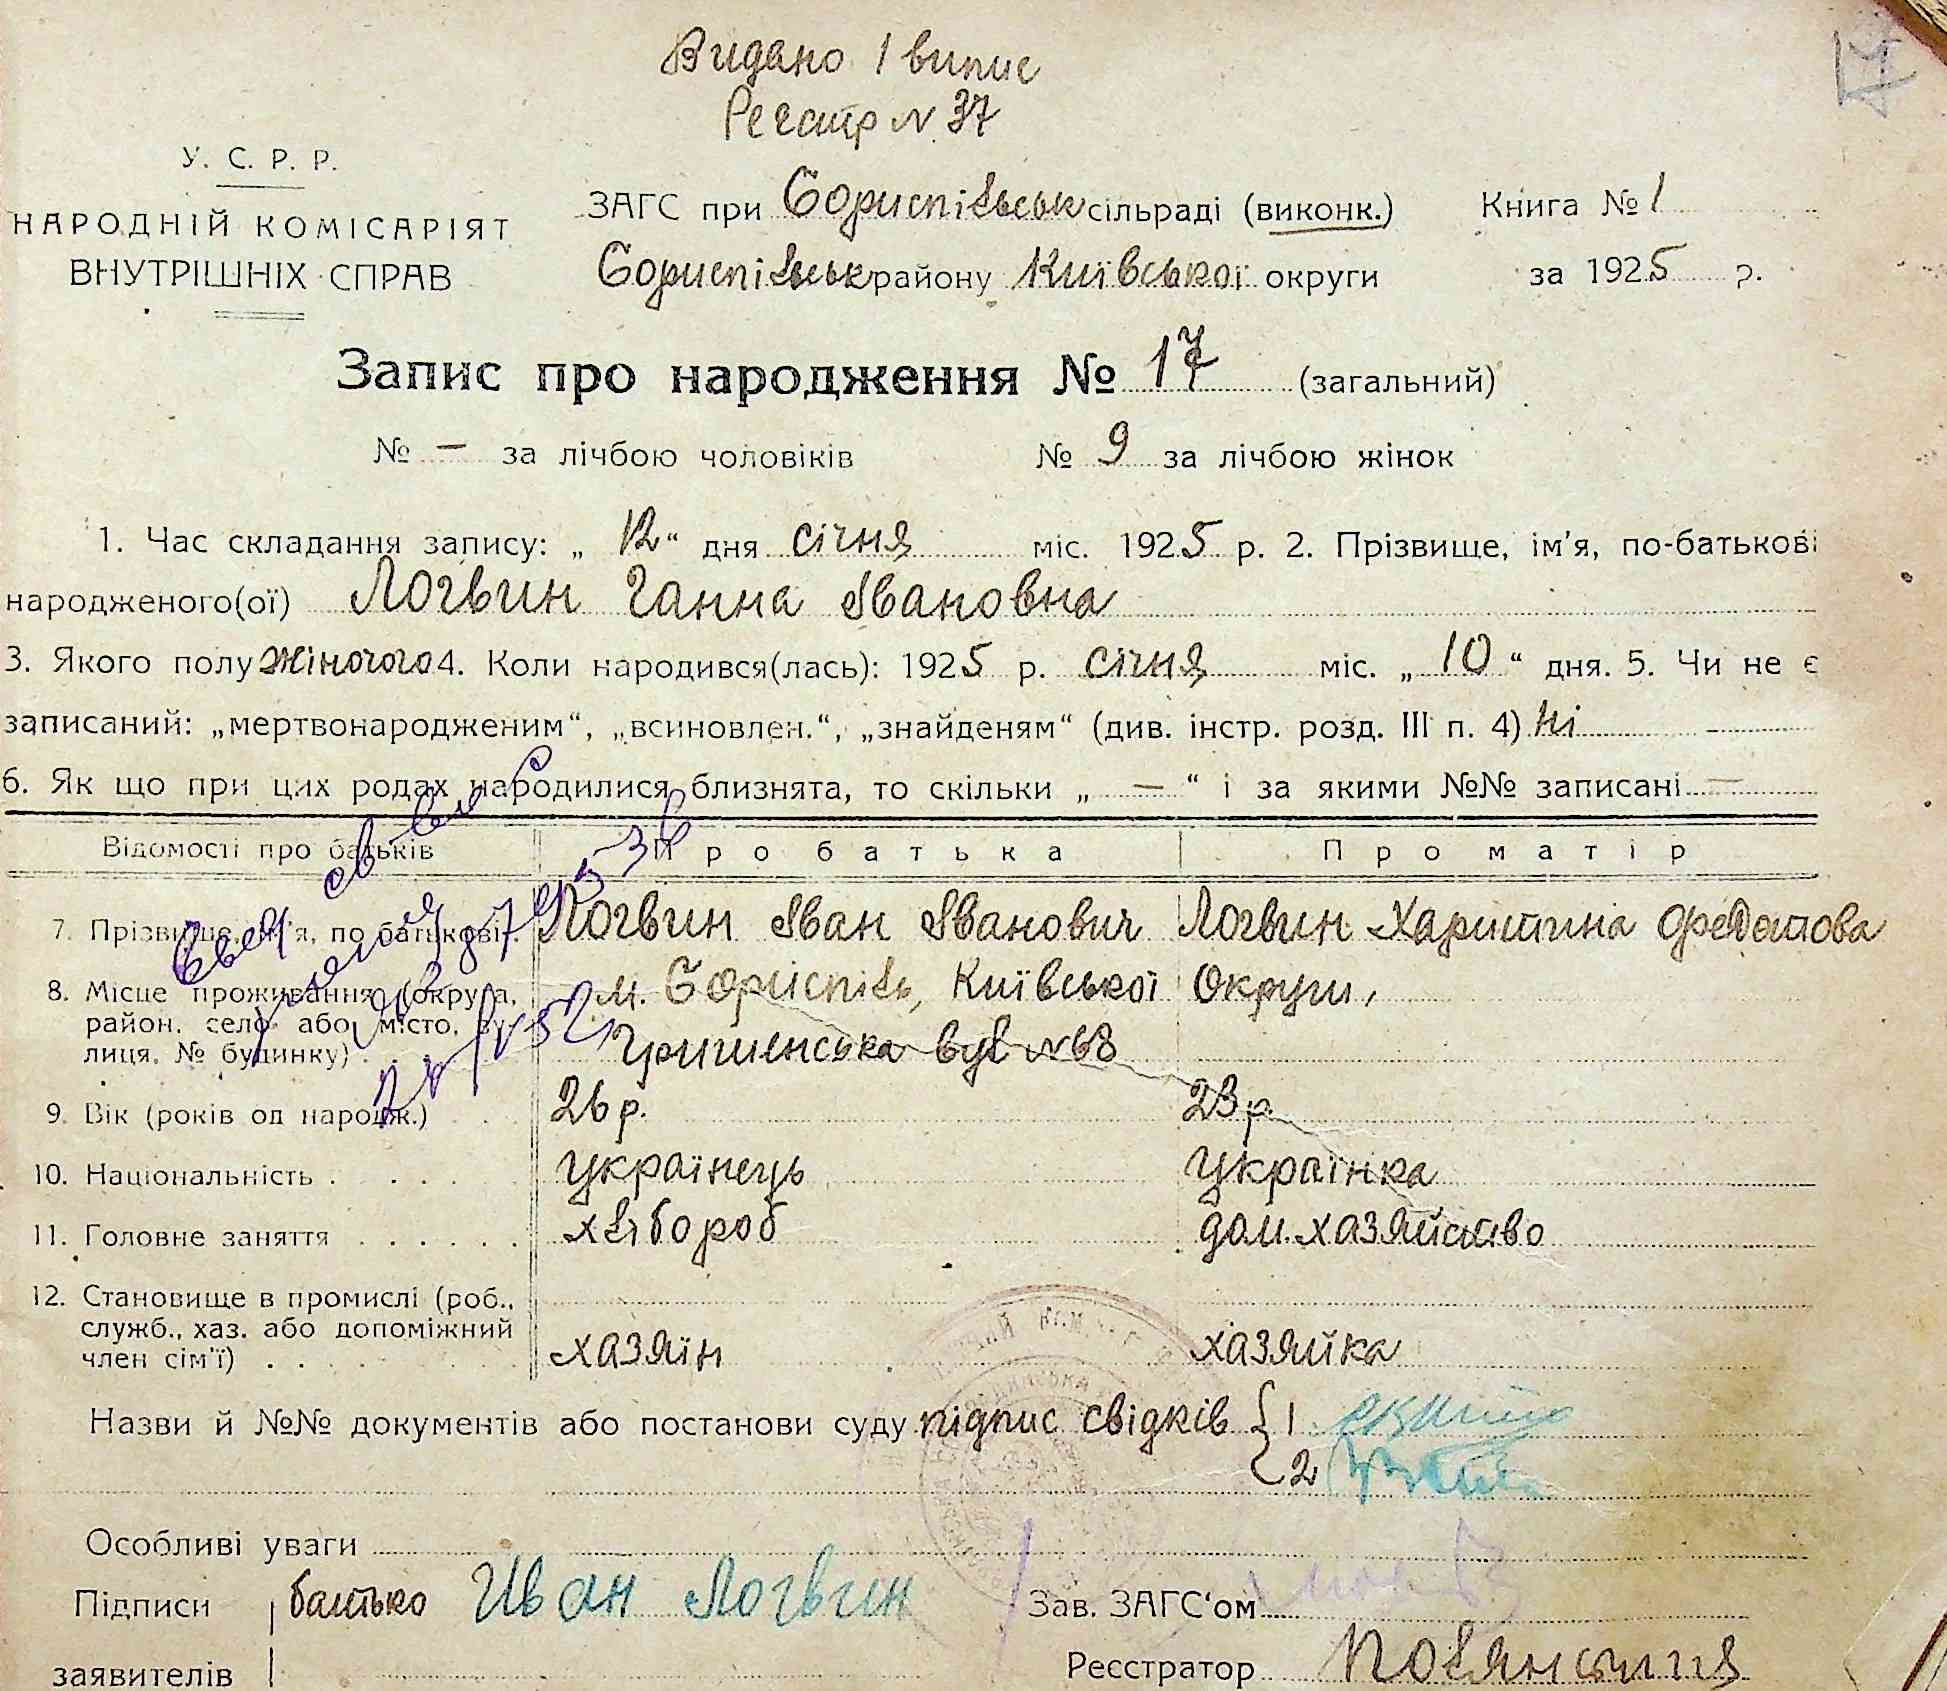 Видано 1 випис
Реєстр N 37
17
У. С. Р. Р.
НАРОДНІЙ КОМІСАРІЯТ
ВНУТРІШНІХ СПРАВ
ЗАГС при Бориспільськ сільраді (виконк.)
Бориспільськ району Київської округи
Книга № 1
за 1925 р.
Запис про народження № 17 (загальний)
№ — за лічбою чоловіків № 9 за лічбою жінок
1. Час складання запису: „ 12 “ дня січня міс. 1925 р. 2. Прізвище, ім'я, по-батькові
народженого(ої) Логвин Ганна Івановна
3. Якого полу жіночого 4. Коли народився(лась): 1925 р. січня міс. „ 10 “ дня. 5. Чи не є
записаний: „мертвонародженим“, „всиновлен.“, „знайденям“ (див. інстр. розд. III п. 4) ні
6. Як що при цих родах народилися близнята, то скільки „ — “ і за якими №№ записані —
Відомості про батьків Про батька Про матір
7. Прізвище, ім'я, по батькові. Логвин Іван Іванович Логвин Харитина Федотова
8. Місце проживання (округа, м. Бориспіль, Київської Округи,
район, село або місто, ву-
лиця, № будинку) . . Гришенська вул N 68
9. Вік (років од народж.) 26 р. 23 р.
10. Національність . . . . українець українка
11. Головне заняття . . . . . . хлібороб дом. хазяйство
12. Становище в промислі (роб.,
служб., хаз. або допоміжний
член сім'ї) . . . хазяїн хазяйка
Назви й №№ документів або постанови суду підпис свідків { 1
2
Особливі уваги
Підписи батько Иван Логвин
Зав. ЗАГС'ом
заявителів
Реєстратор